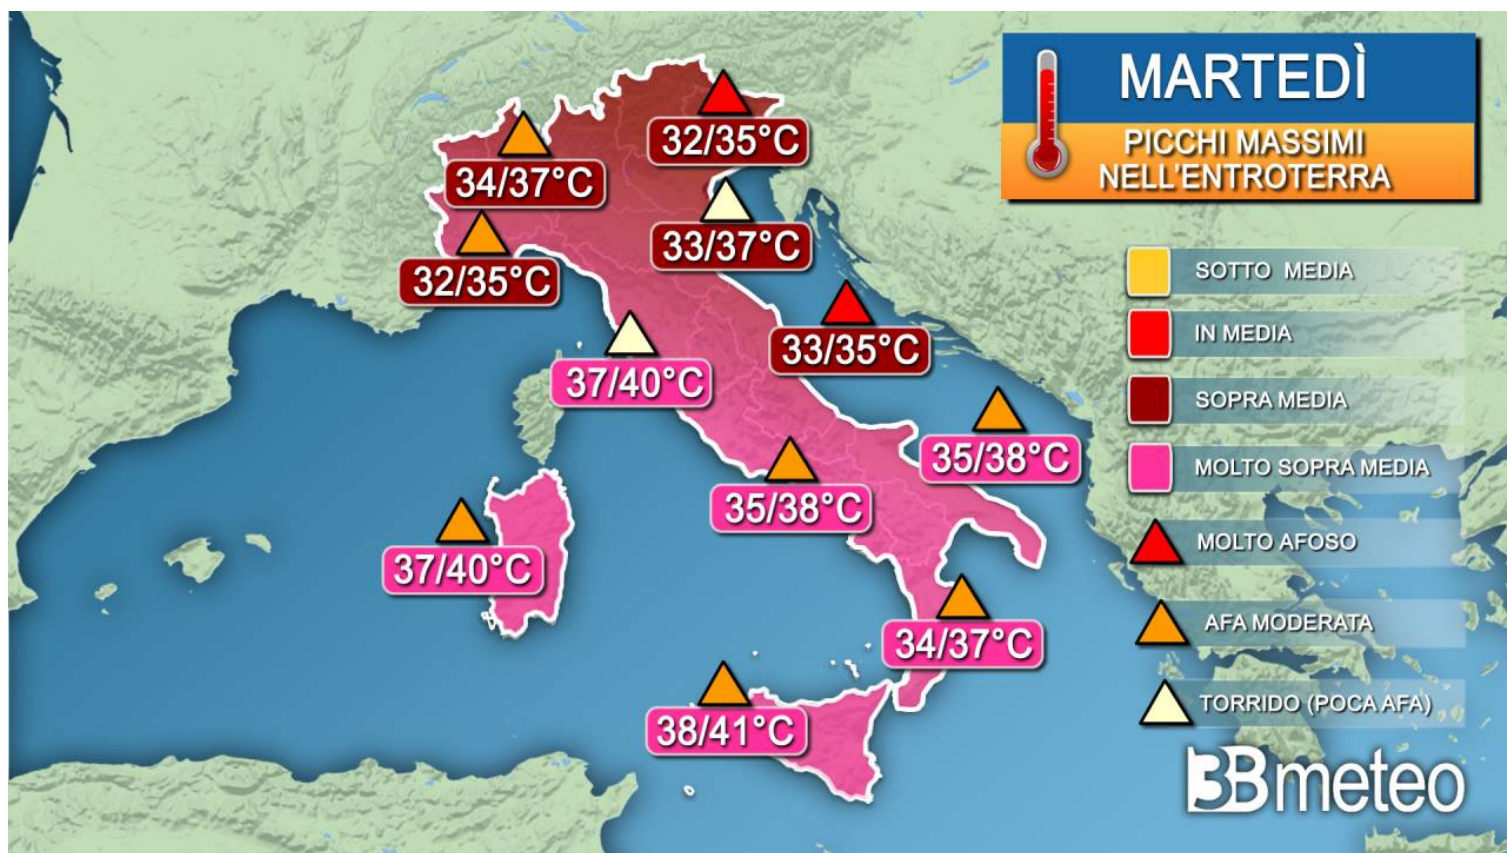 MARTEDÌ
PICCHI MASSIMI
NELL'ENTROTERRA
32/35°C
34/37°C
33/37°C
32/35°C
33/35°C
37/40°C
35/38°C
35/38°C
37/40°C
34/37°C
38/41°C
SOTTO MEDIA
IN MEDIA
SOPRA MEDIA
MOLTO SOPRA MEDIA
MOLTO AFOSO
AFA MODERATA
TORRIDO (POCA AFA)
3Bmeteo